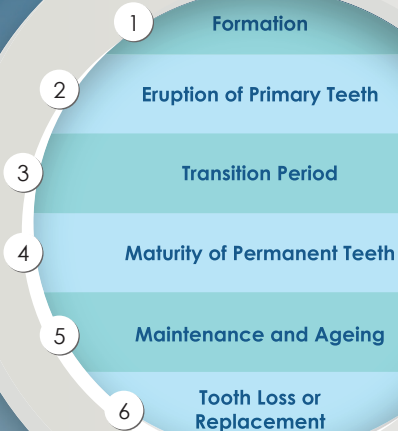 1 Formation
2 Eruption of Primary Teeth
3 Transition Period
4 Maturity of Permanent Teeth
5 Maintenance and Ageing
6 Tooth Loss or
Replacement